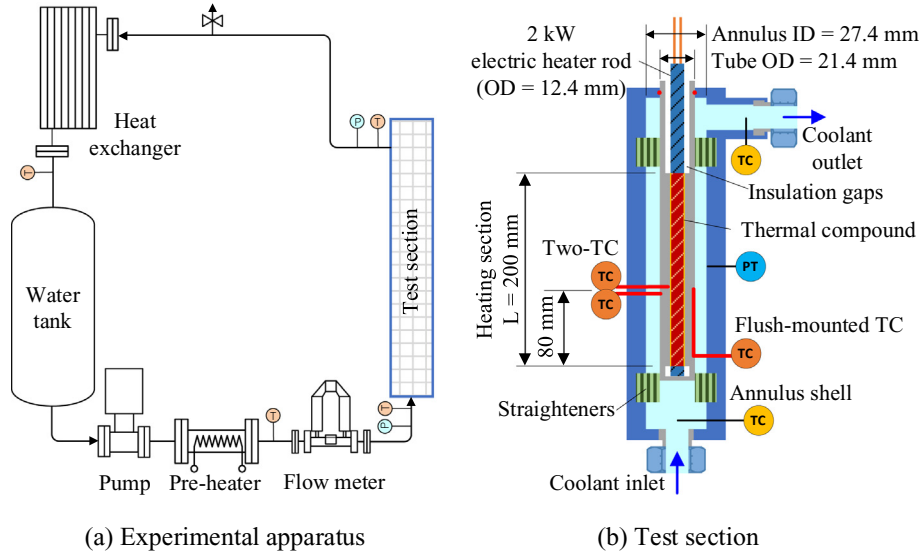 Heat
exchanger
T
P
T
Water
tank
Test section
T
T
P
Pump
Pre-heater
Flow meter
(a) Experimental apparatus
2 kW
electric heater rod
(OD = 12.4 mm)
Annulus ID = 27.4 mm
Tube OD = 21.4 mm
Coolant
outlet
TC
Insulation gaps
Thermal compound
Heating section
L = 200 mm
Two-TC
TC
TC
PT
80 mm
Flush-mounted TC
TC
Straighteners
Annulus shell
TC
Coolant inlet
(b) Test section